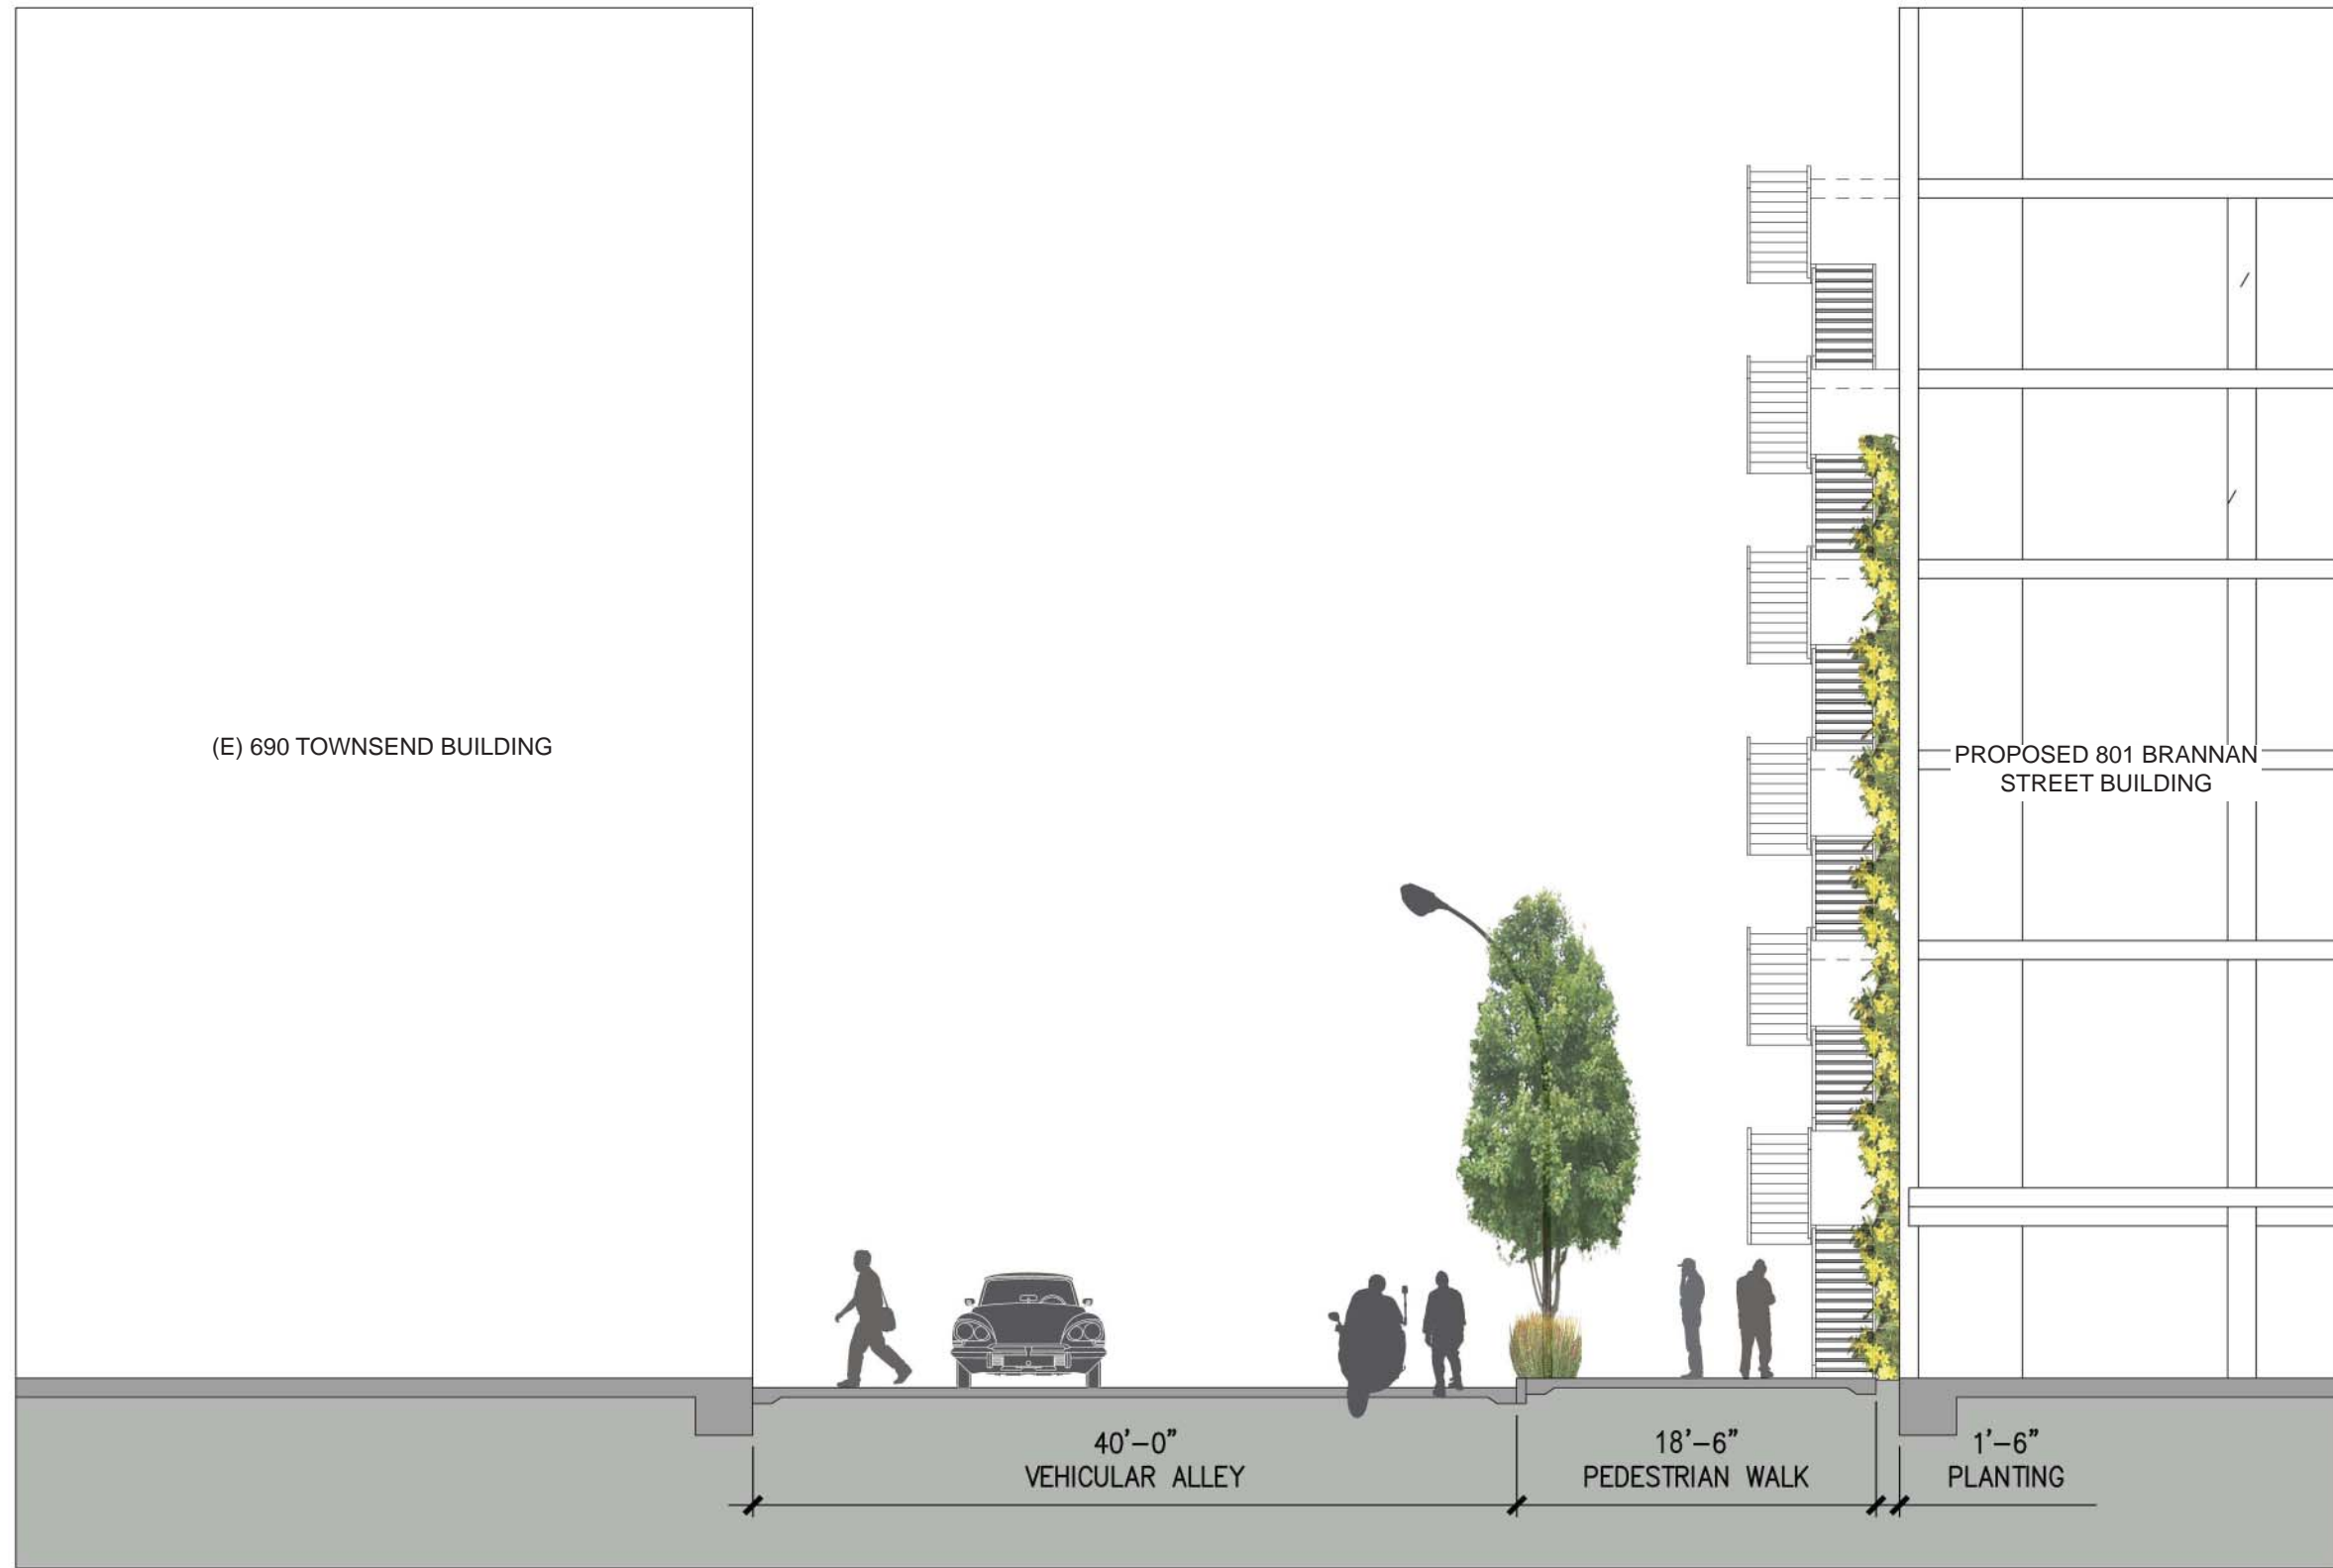 (E) 690 TOWNSEND BUILDING
PROPOSED 801 BRANNAN
STREET BUILDING
40’–0”
VEHICULAR ALLEY
18’–6”
PEDESTRIAN WALK
1’–6”
PLANTING